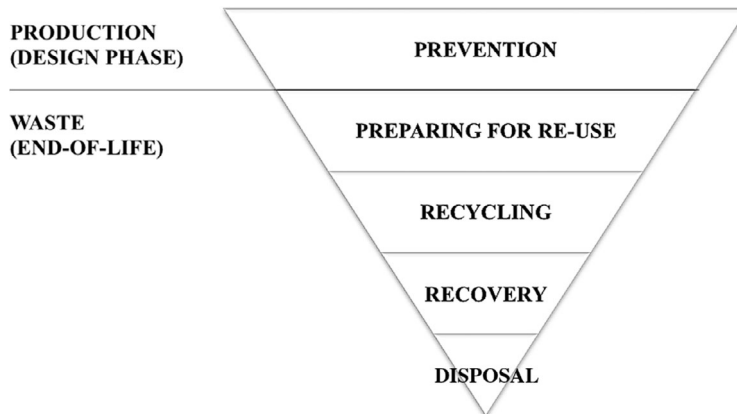 PRODUCTION
(DESIGN PHASE)
PREVENTION
WASTE
(END-OF-LIFE)
PREPARING FOR RE-USE
RECYCLING
RECOVERY
DISPOSAL